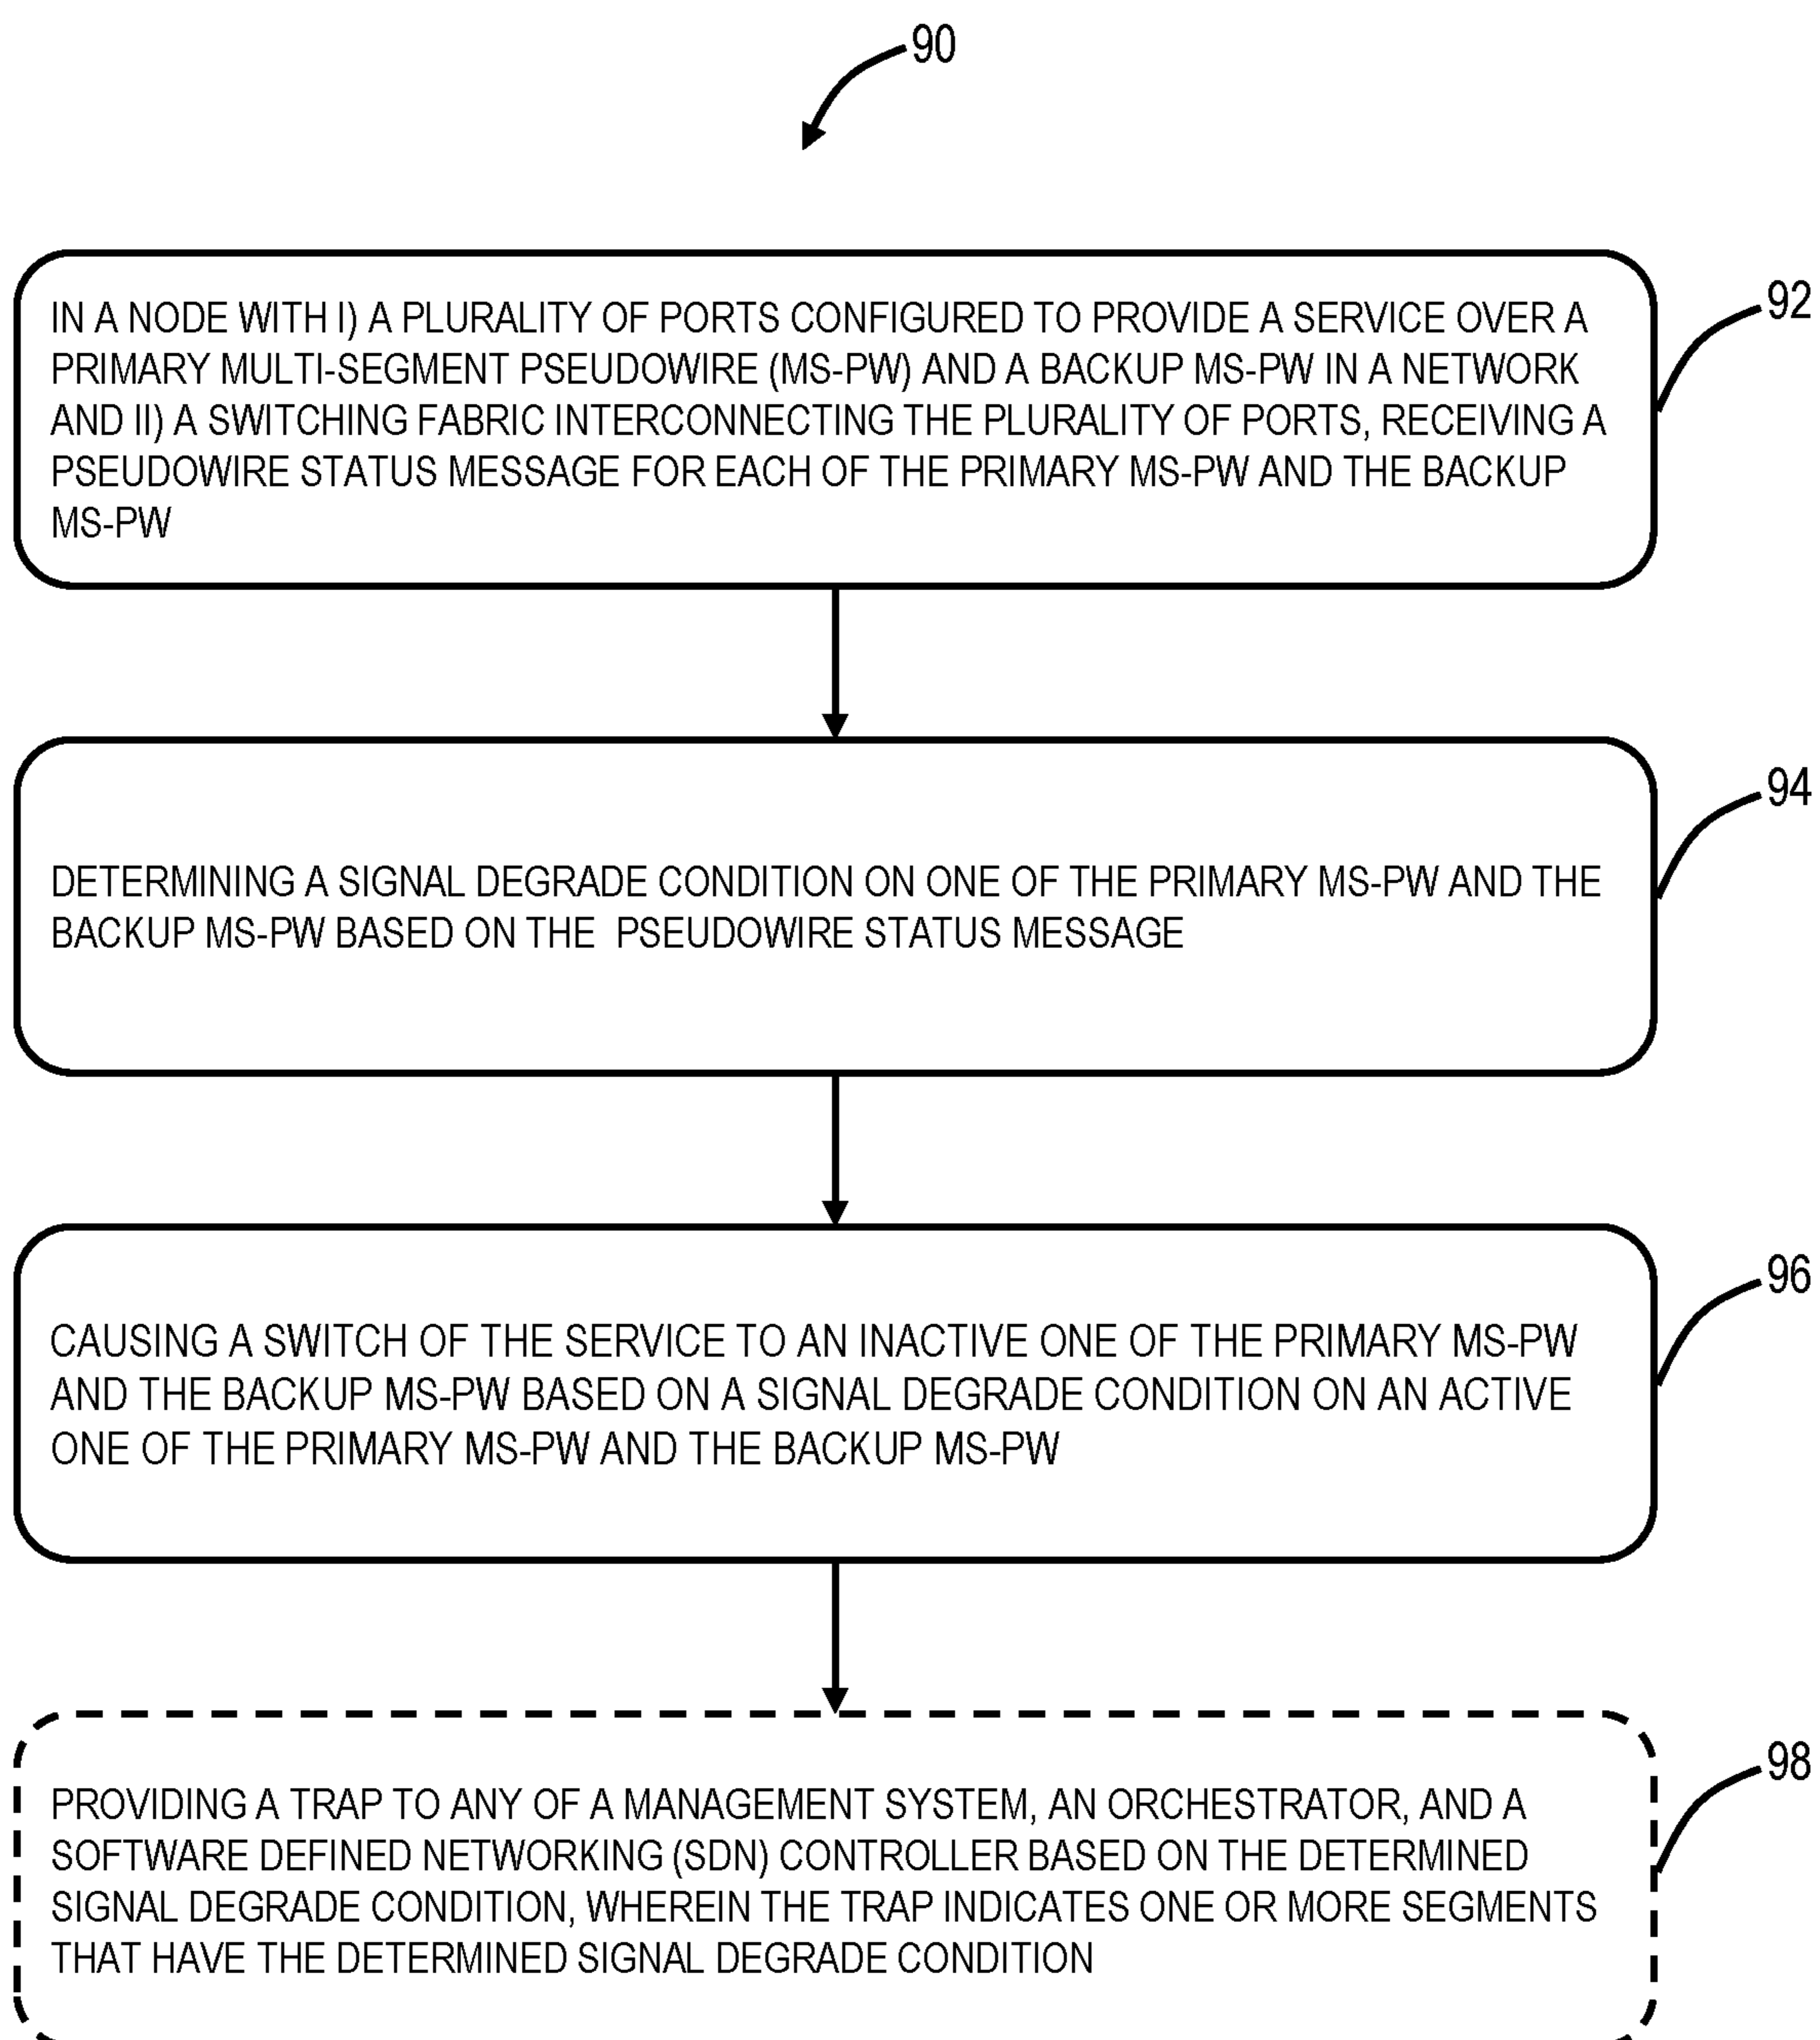 90
IN A NODE WITH I) A PLURALITY OF PORTS CONFIGURED TO PROVIDE A SERVICE OVER A
PRIMARY MULTI-SEGMENT PSEUDOWIRE (MS-PW) AND A BACKUP MS-PW IN A NETWORK
AND II) A SWITCHING FABRIC INTERCONNECTING THE PLURALITY OF PORTS, RECEIVING A
PSEUDOWIRE STATUS MESSAGE FOR EACH OF THE PRIMARY MS-PW AND THE BACKUP
MS-PW
92
DETERMINING A SIGNAL DEGRADE CONDITION ON ONE OF THE PRIMARY MS-PW AND THE
BACKUP MS-PW BASED ON THE  PSEUDOWIRE STATUS MESSAGE
94
CAUSING A SWITCH OF THE SERVICE TO AN INACTIVE ONE OF THE PRIMARY MS-PW
AND THE BACKUP MS-PW BASED ON A SIGNAL DEGRADE CONDITION ON AN ACTIVE
ONE OF THE PRIMARY MS-PW AND THE BACKUP MS-PW
96
PROVIDING A TRAP TO ANY OF A MANAGEMENT SYSTEM, AN ORCHESTRATOR, AND A
SOFTWARE DEFINED NETWORKING (SDN) CONTROLLER BASED ON THE DETERMINED
SIGNAL DEGRADE CONDITION, WHEREIN THE TRAP INDICATES ONE OR MORE SEGMENTS
THAT HAVE THE DETERMINED SIGNAL DEGRADE CONDITION
98